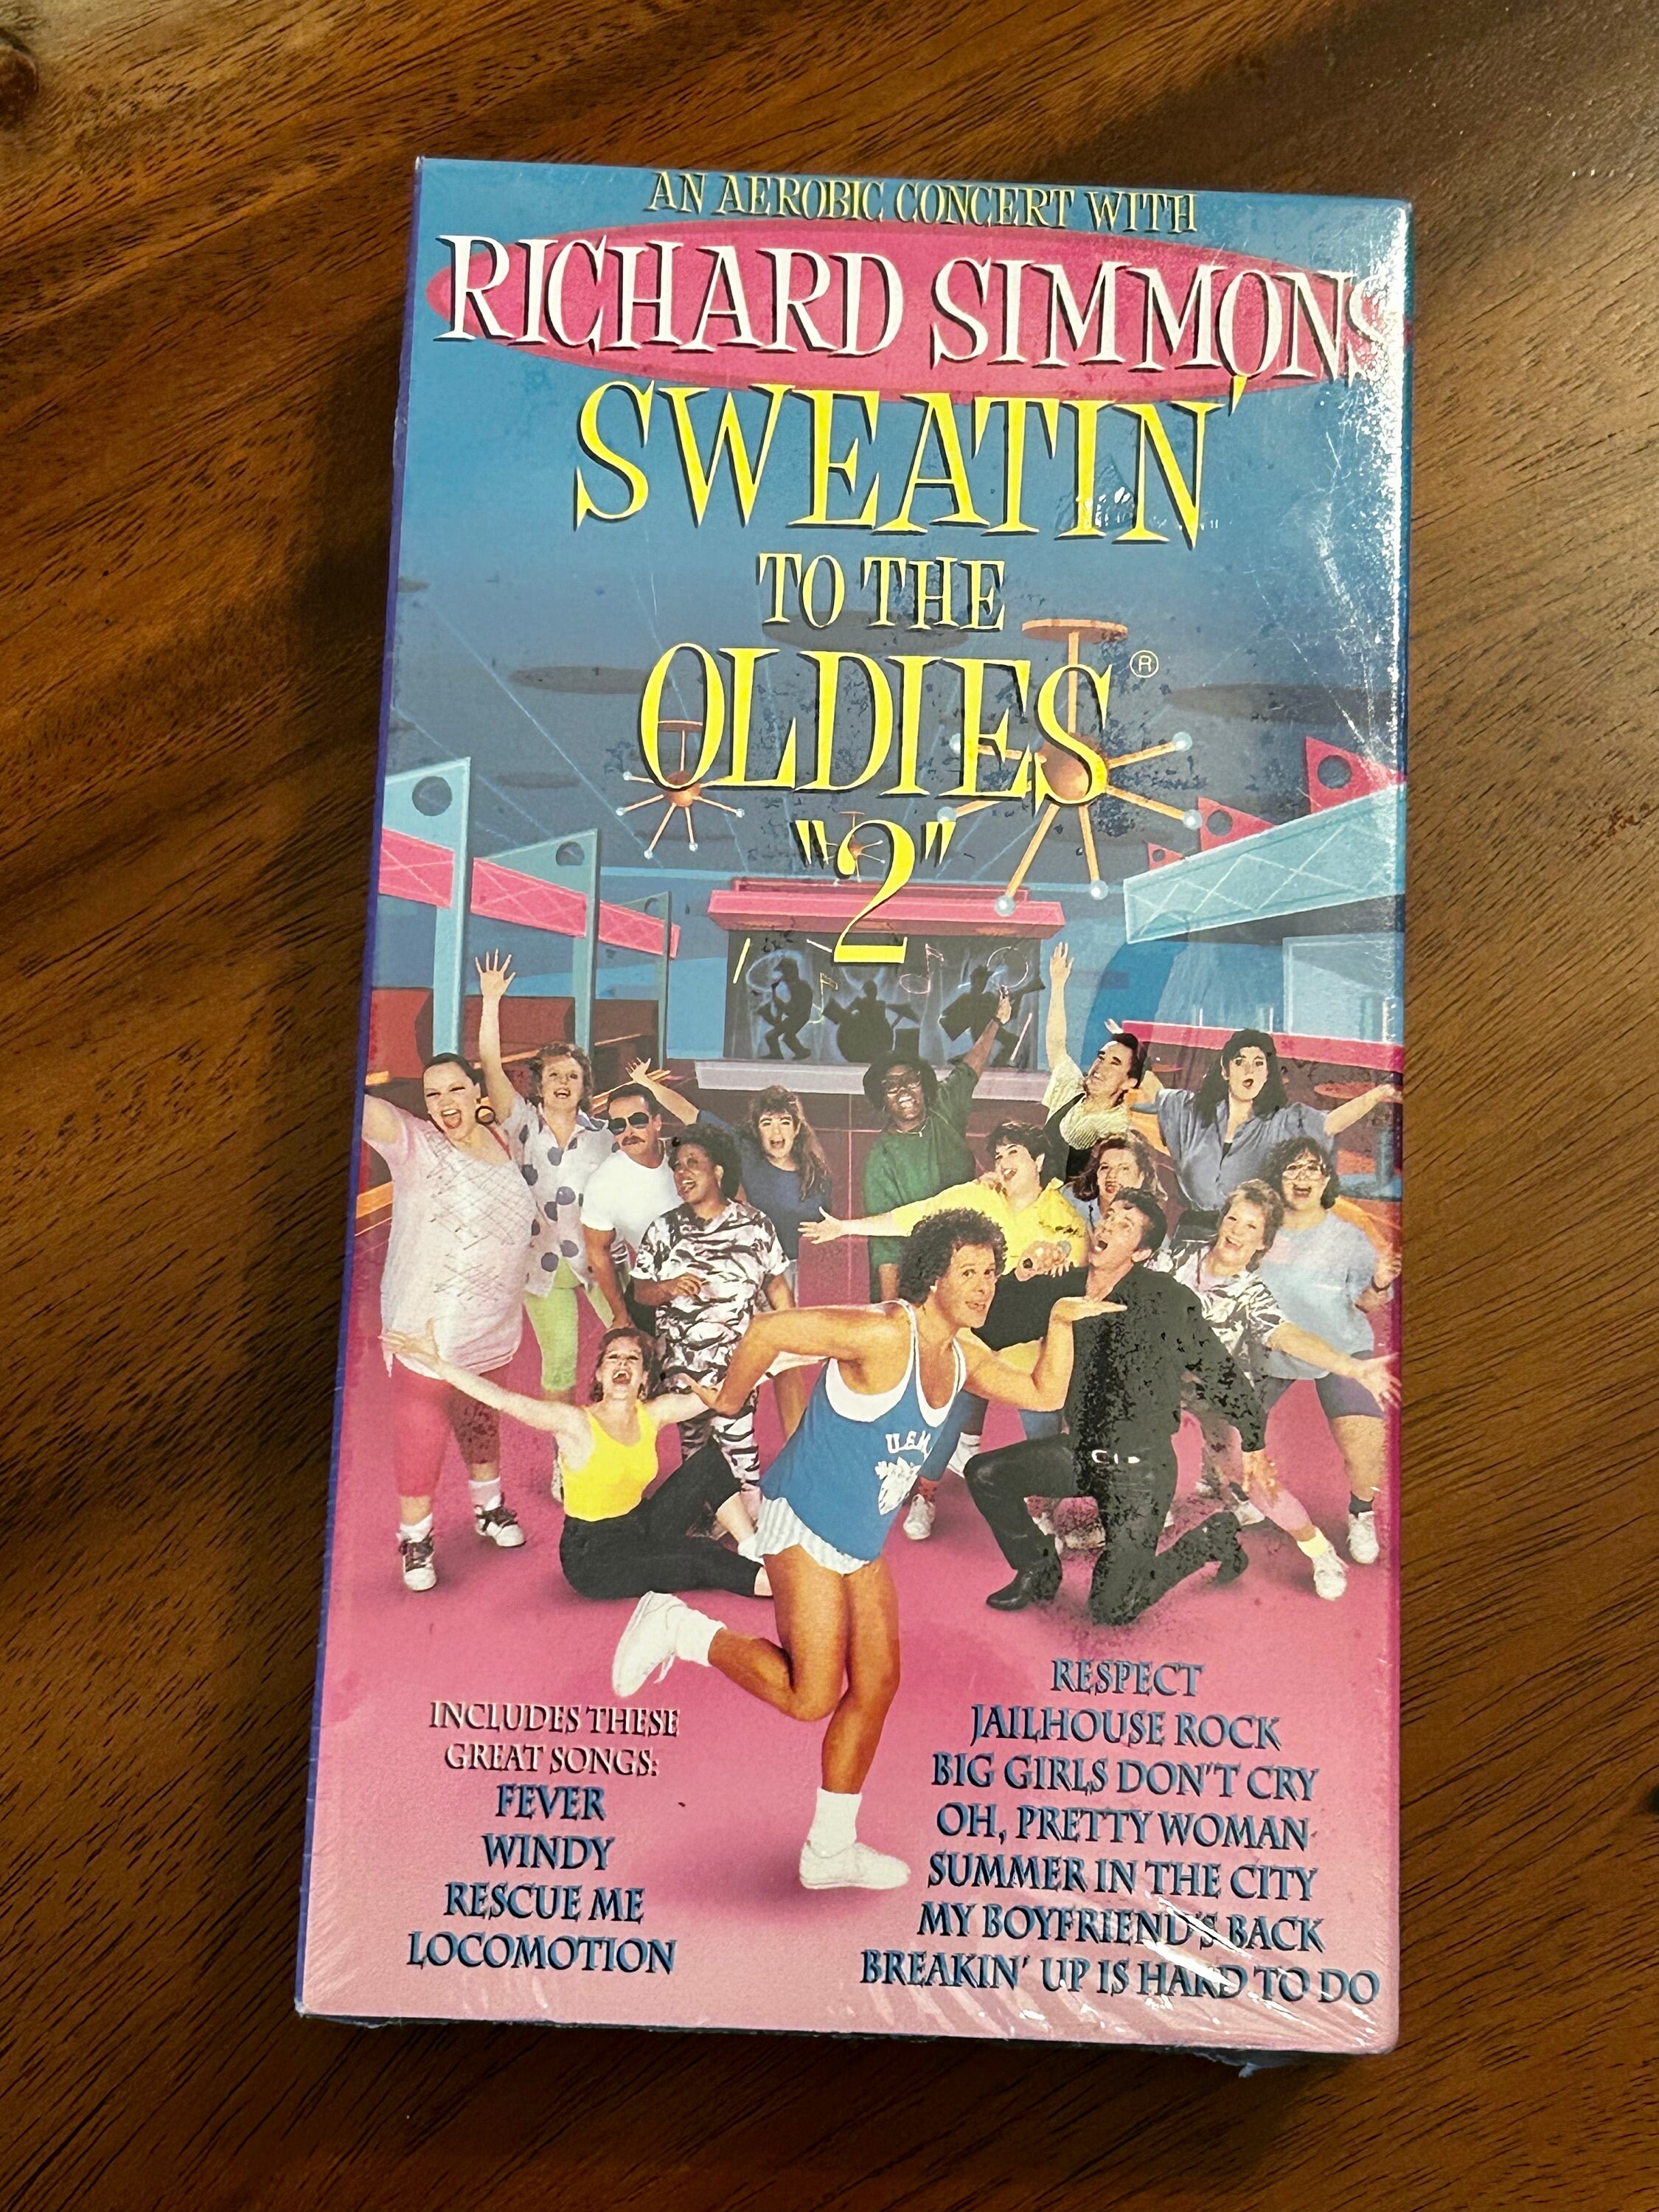 AN AEROBIC CONCERT WITH
RICHARD SIMMONS
SWEATIN'
TO THE
OLDIES®
"2"
U.S.M.
INCLUDES THESE
GREAT SONGS:
FEVER
WINDY
RESCUE ME
LOCOMOTION
RESPECT
JAILHOUSE ROCK
BIG GIRLS DON'T CRY
OH, PRETTY WOMAN
SUMMER IN THE CITY
MY BOYFRIEND'S BACK
BREAKIN' UP IS HARD TO DO